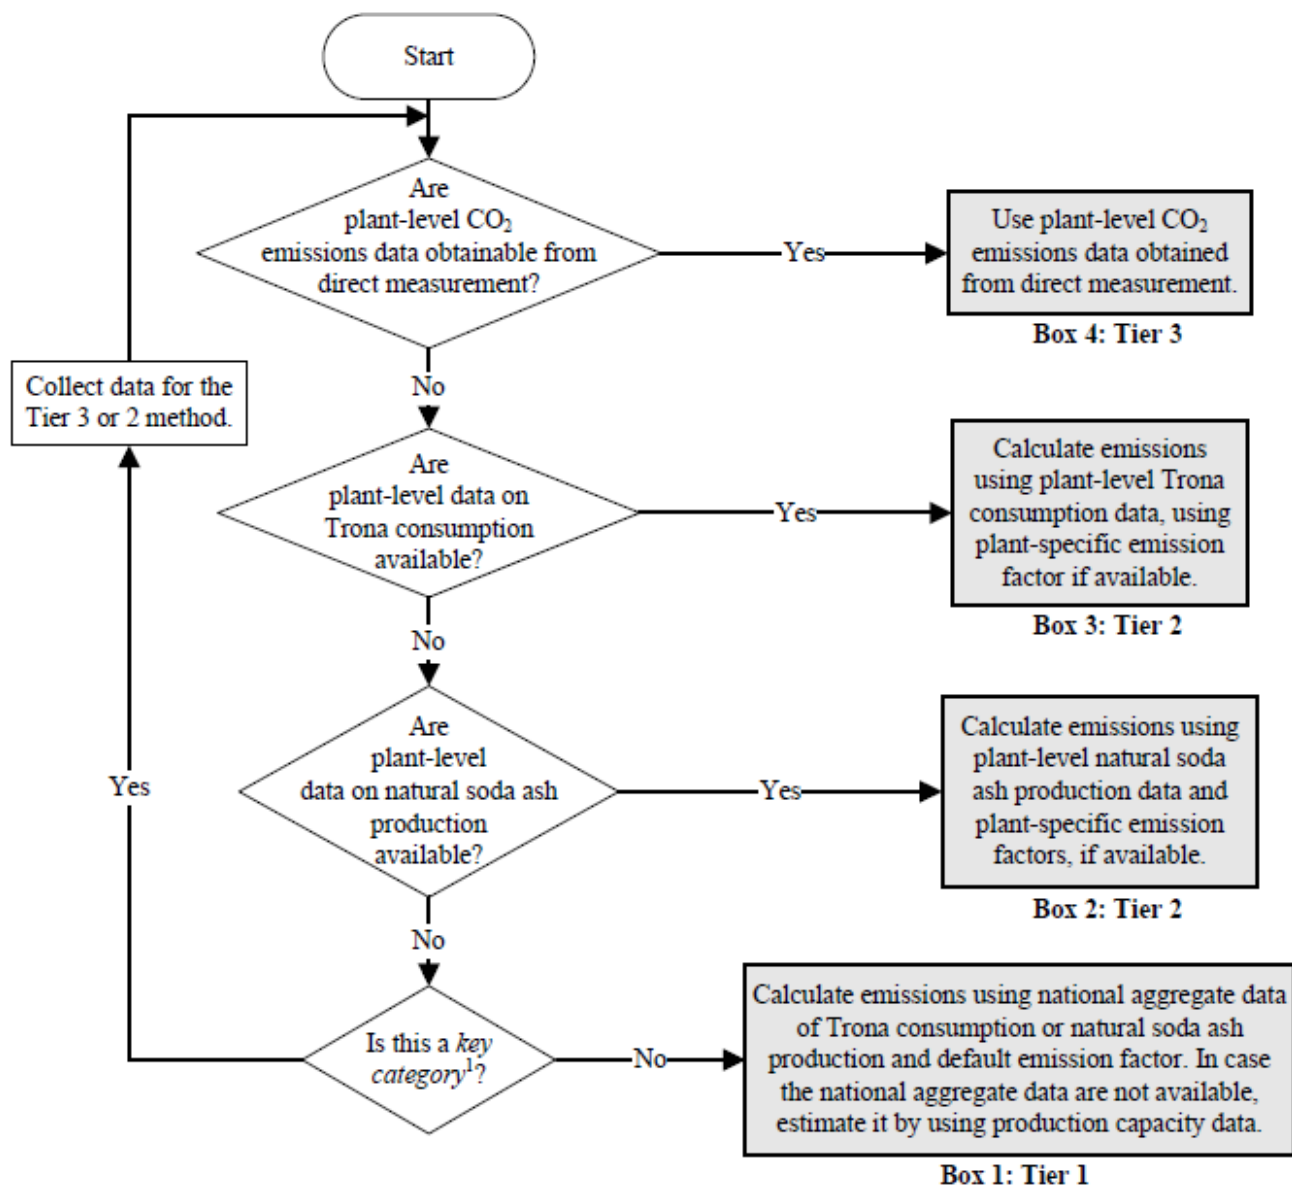 Start
Are
plant-level CO₂
emissions data obtainable from
direct measurement?
Yes
Use plant-level CO₂
emissions data obtained
from direct measurement.
Box 4: Tier 3
No
Collect data for the
Tier 3 or 2 method.
Are
plant-level data on
Trona consumption
available?
Yes
Calculate emissions
using plant-level Trona
consumption data, using
plant-specific emission
factor if available.
Box 3: Tier 2
No
Are
plant-level
data on natural soda ash
production
available?
Yes
Calculate emissions using
plant-level natural soda
ash production data and
plant-specific emission
factors, if available.
Box 2: Tier 2
Yes
No
Is this a key
category¹?
No
Calculate emissions using national aggregate data
of Trona consumption or natural soda ash
production and default emission factor. In case
the national aggregate data are not available,
estimate it by using production capacity data.
Box 1: Tier 1